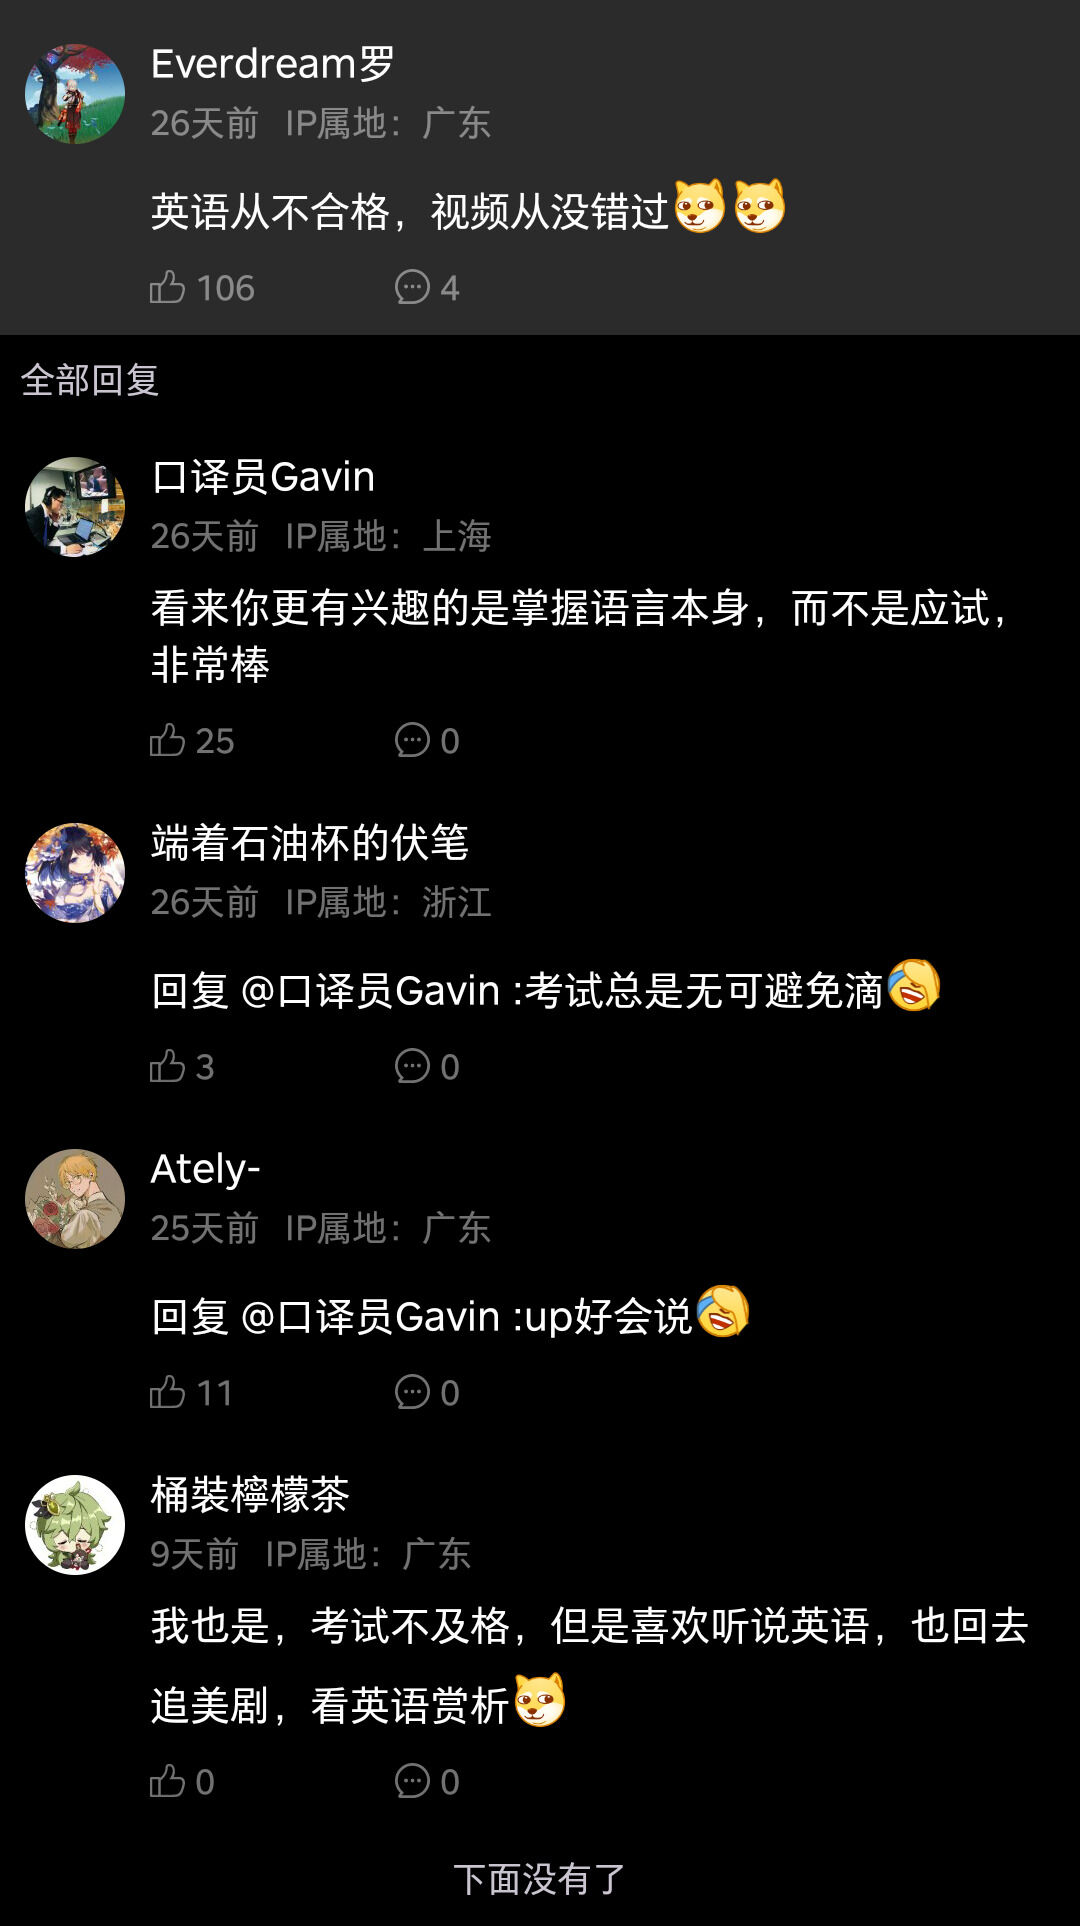 Everdream罗
26天前 IP属地：广东
英语从不合格，视频从没错过
106 4
全部回复
口译员Gavin
26天前 IP属地：上海
看来你更有兴趣的是掌握语言本身，而不是应试，
非常棒
25 0
端着石油杯的伏笔
26天前 IP属地：浙江
回复 @口译员Gavin :考试总是无可避免滴
3 0
Ately-
25天前 IP属地：广东
回复 @口译员Gavin :up好会说
11 0
桶裝檸檬茶
9天前 IP属地：广东
我也是，考试不及格，但是喜欢听说英语，也回去
追美剧，看英语赏析
0 0
下面没有了